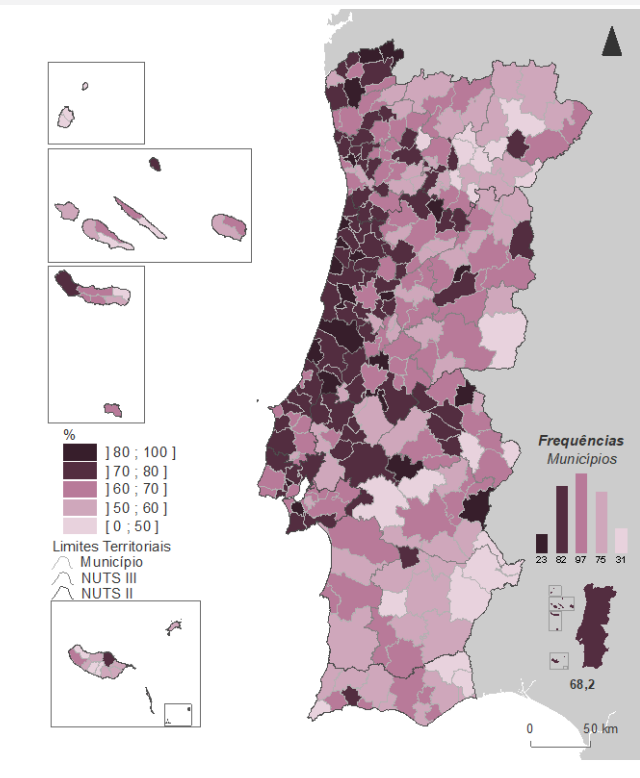 %
] 80 ; 100 ]
] 70 ; 80 ]
] 60 ; 70 ]
] 50 ; 60 ]
[ 0 ; 50 ]
Limites Territoriais
Município
NUTS III
NUTS II
Frequências
Municípios
23 82 97 75 31
68,2
0 50 km